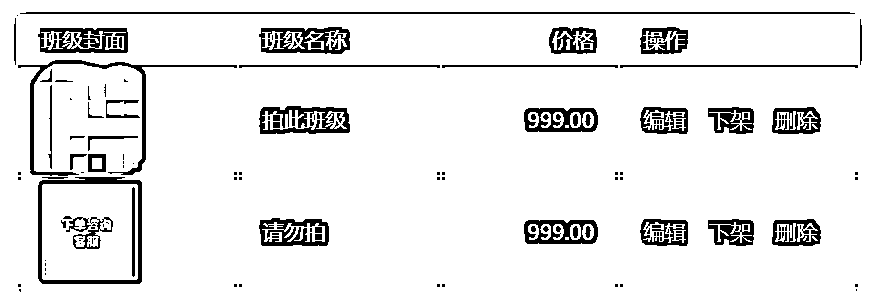 班级封面 班级名称 价格 操作
拍此班级 999.00 编辑 下架 删除
下单咨询
客服
请勿拍 999.00 编辑 下架 删除